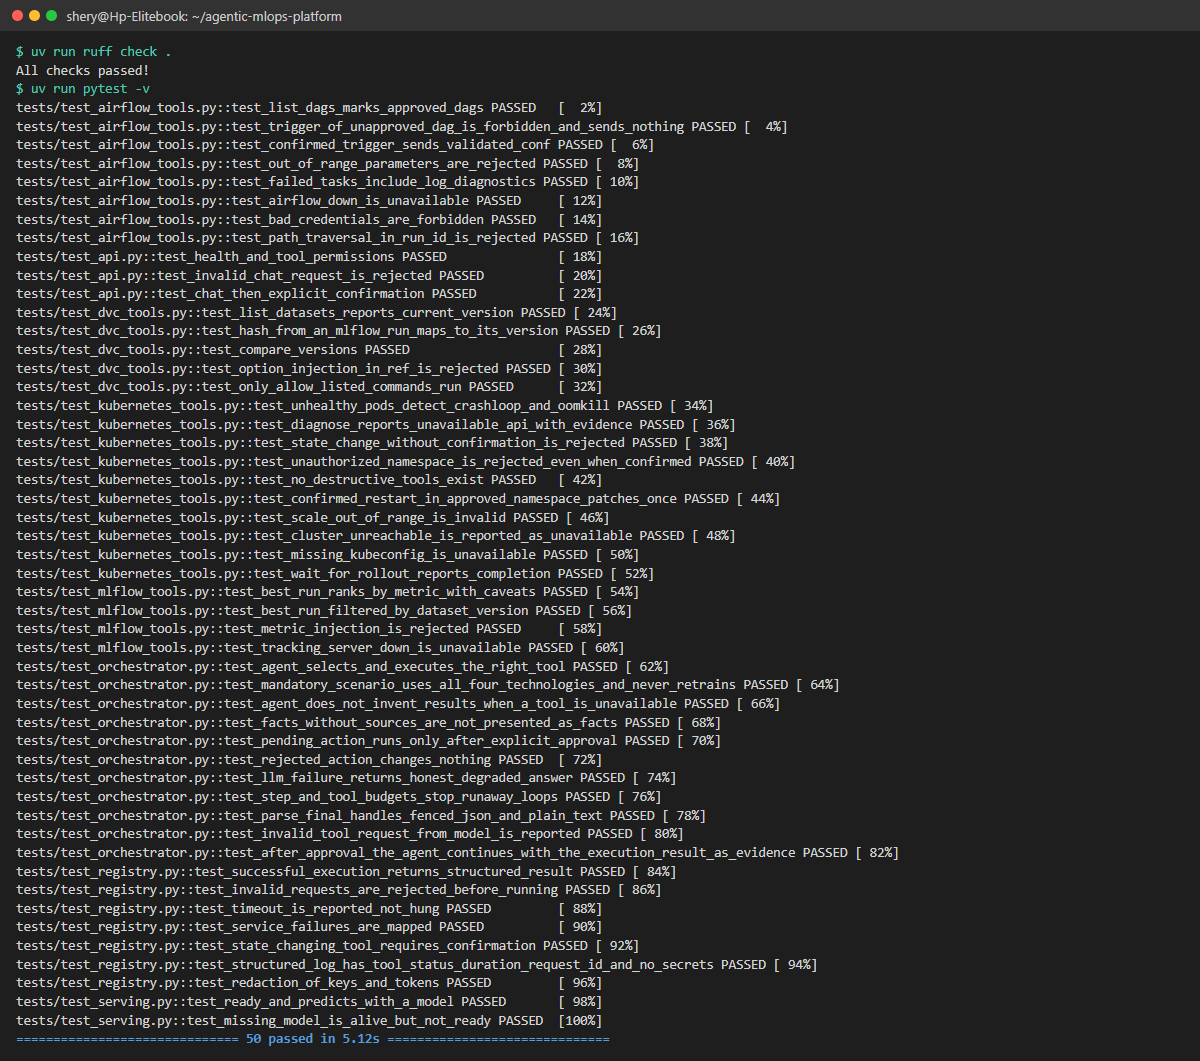 shery@Hp-Elitebook: ~/agentic-mlops-platform
$ uv run ruff check .
All checks passed!
$ uv run pytest -v
tests/test_airflow_tools.py::test_list_dags_marks_approved_dags PASSED   [  2%]
tests/test_airflow_tools.py::test_trigger_of_unapproved_dag_is_forbidden_and_sends_nothing PASSED [  4%]
tests/test_airflow_tools.py::test_confirmed_trigger_sends_validated_conf PASSED [  6%]
tests/test_airflow_tools.py::test_out_of_range_parameters_are_rejected PASSED [  8%]
tests/test_airflow_tools.py::test_failed_tasks_include_log_diagnostics PASSED [ 10%]
tests/test_airflow_tools.py::test_airflow_down_is_unavailable PASSED     [ 12%]
tests/test_airflow_tools.py::test_bad_credentials_are_forbidden PASSED   [ 14%]
tests/test_airflow_tools.py::test_path_traversal_in_run_id_is_rejected PASSED [ 16%]
tests/test_api.py::test_health_and_tool_permissions PASSED               [ 18%]
tests/test_api.py::test_invalid_chat_request_is_rejected PASSED          [ 20%]
tests/test_api.py::test_chat_then_explicit_confirmation PASSED           [ 22%]
tests/test_dvc_tools.py::test_list_datasets_reports_current_version PASSED [ 24%]
tests/test_dvc_tools.py::test_hash_from_an_mlflow_run_maps_to_its_version PASSED [ 26%]
tests/test_dvc_tools.py::test_compare_versions PASSED                    [ 28%]
tests/test_dvc_tools.py::test_option_injection_in_ref_is_rejected PASSED [ 30%]
tests/test_dvc_tools.py::test_only_allow_listed_commands_run PASSED      [ 32%]
tests/test_kubernetes_tools.py::test_unhealthy_pods_detect_crashloop_and_oomkill PASSED [ 34%]
tests/test_kubernetes_tools.py::test_diagnose_reports_unavailable_api_with_evidence PASSED [ 36%]
tests/test_kubernetes_tools.py::test_state_change_without_confirmation_is_rejected PASSED [ 38%]
tests/test_kubernetes_tools.py::test_unauthorized_namespace_is_rejected_even_when_confirmed PASSED [ 40%]
tests/test_kubernetes_tools.py::test_no_destructive_tools_exist PASSED   [ 42%]
tests/test_kubernetes_tools.py::test_confirmed_restart_in_approved_namespace_patches_once PASSED [ 44%]
tests/test_kubernetes_tools.py::test_scale_out_of_range_is_invalid PASSED [ 46%]
tests/test_kubernetes_tools.py::test_cluster_unreachable_is_reported_as_unavailable PASSED [ 48%]
tests/test_kubernetes_tools.py::test_missing_kubeconfig_is_unavailable PASSED [ 50%]
tests/test_kubernetes_tools.py::test_wait_for_rollout_reports_completion PASSED [ 52%]
tests/test_mlflow_tools.py::test_best_run_ranks_by_metric_with_caveats PASSED [ 54%]
tests/test_mlflow_tools.py::test_best_run_filtered_by_dataset_version PASSED [ 56%]
tests/test_mlflow_tools.py::test_metric_injection_is_rejected PASSED     [ 58%]
tests/test_mlflow_tools.py::test_tracking_server_down_is_unavailable PASSED [ 60%]
tests/test_orchestrator.py::test_agent_selects_and_executes_the_right_tool PASSED [ 62%]
tests/test_orchestrator.py::test_mandatory_scenario_uses_all_four_technologies_and_never_retrains PASSED [ 64%]
tests/test_orchestrator.py::test_agent_does_not_invent_results_when_a_tool_is_unavailable PASSED [ 66%]
tests/test_orchestrator.py::test_facts_without_sources_are_not_presented_as_facts PASSED [ 68%]
tests/test_orchestrator.py::test_pending_action_runs_only_after_explicit_approval PASSED [ 70%]
tests/test_orchestrator.py::test_rejected_action_changes_nothing PASSED  [ 72%]
tests/test_orchestrator.py::test_llm_failure_returns_honest_degraded_answer PASSED [ 74%]
tests/test_orchestrator.py::test_step_and_tool_budgets_stop_runaway_loops PASSED [ 76%]
tests/test_orchestrator.py::test_parse_final_handles_fenced_json_and_plain_text PASSED [ 78%]
tests/test_orchestrator.py::test_invalid_tool_request_from_model_is_reported PASSED [ 80%]
tests/test_orchestrator.py::test_after_approval_the_agent_continues_with_the_execution_result_as_evidence PASSED [ 82%]
tests/test_registry.py::test_successful_execution_returns_structured_result PASSED [ 84%]
tests/test_registry.py::test_invalid_requests_are_rejected_before_running PASSED [ 86%]
tests/test_registry.py::test_timeout_is_reported_not_hung PASSED         [ 88%]
tests/test_registry.py::test_service_failures_are_mapped PASSED          [ 90%]
tests/test_registry.py::test_state_changing_tool_requires_confirmation PASSED [ 92%]
tests/test_registry.py::test_structured_log_has_tool_status_duration_request_id_and_no_secrets PASSED [ 94%]
tests/test_registry.py::test_redaction_of_keys_and_tokens PASSED         [ 96%]
tests/test_serving.py::test_ready_and_predicts_with_a_model PASSED       [ 98%]
tests/test_serving.py::test_missing_model_is_alive_but_not_ready PASSED  [100%]
============================== 50 passed in 5.12s ==============================